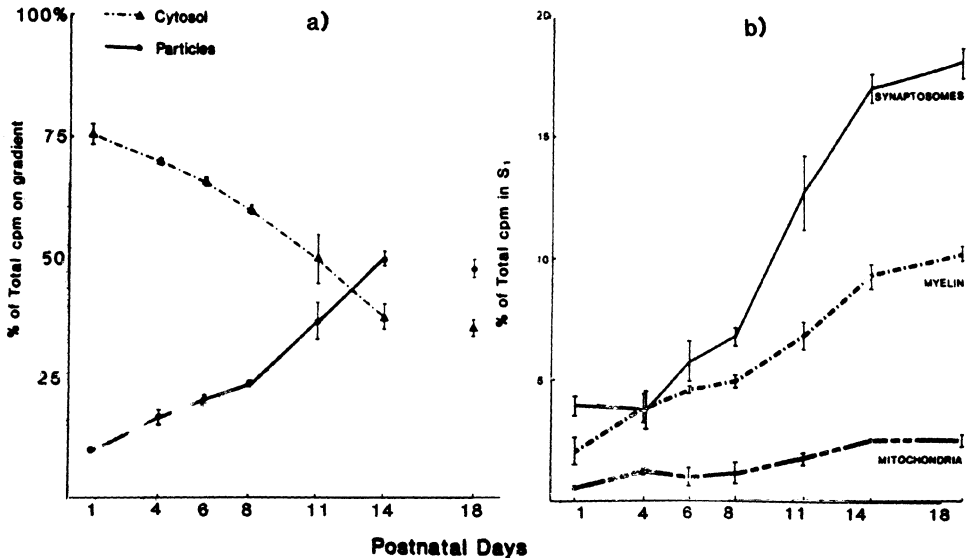 100%
Cytosol
Particles
a)
75
50
25
% of Total cpm on gradient
1 4 6 8 11 14 18
b)
20
15
10
5
% of Total cpm in S1
SYNAPTOSOMES
MYELIN
MITOCHONDRIA
1 4 6 8 11 14 18
Postnatal Days